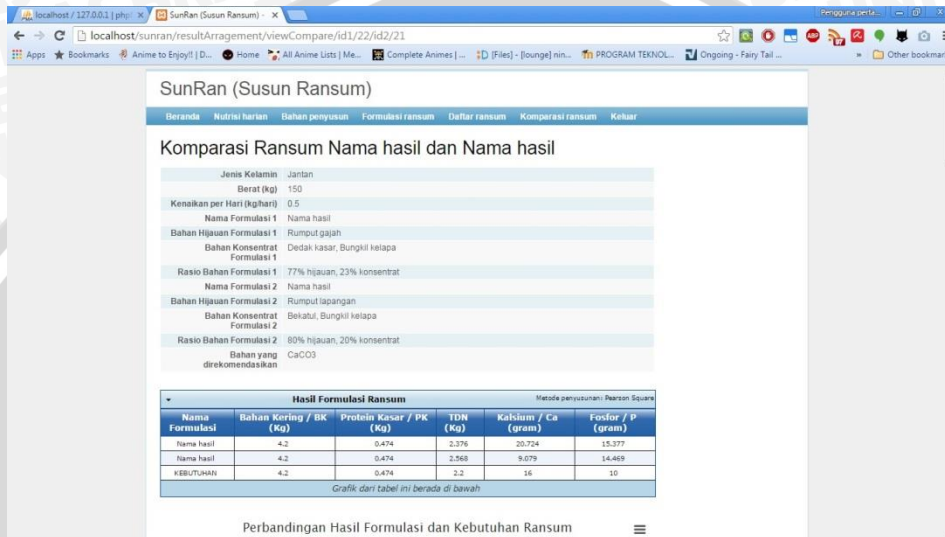 localhost / 127.0.0.1 | php
SunRan (Susun Ransum) -
Pengguna perta...
localhost/sunran/resultArragement/viewCompare/id1/22/id2/21
Apps Bookmarks Anime to Enjoy!! | D... Home All Anime Lists | Me... Complete Animes | ... [Files] - [lounge] nin... PROGRAM TEKNOL... Ongoing - Fairy Tail ... » Other bookmar
SunRan (Susun Ransum)
Beranda Nutrisi harian Bahan penyusun Formulasi ransum Daftar ransum Komparasi ransum Keluar
Komparasi Ransum Nama hasil dan Nama hasil
Jenis Kelamin Jantan
Berat (kg) 150
Kenaikan per Hari (kg/hari) 0.5
Nama Formulasi 1 Nama hasil
Bahan Hijauan Formulasi 1 Rumput gajah
Bahan Konsentrat Formulasi 1 Dedak kasar, Bungkil kelapa
Rasio Bahan Formulasi 1 77% hijauan, 23% konsentrat
Nama Formulasi 2 Nama hasil
Bahan Hijauan Formulasi 2 Rumput lapangan
Bahan Konsentrat Formulasi 2 Bekatul, Bungkil kelapa
Rasio Bahan Formulasi 2 80% hijauan, 20% konsentrat
Bahan yang direkomendasikan CaCO3
Hasil Formulasi Ransum Metode penyusunan: Pearson Square
Nama Formulasi Bahan Kering / BK (Kg) Protein Kasar / PK (Kg) TDN (Kg) Kalsium / Ca (gram) Fosfor / P (gram)
Nama hasil 4.2 0.474 2.376 20.724 15.377
Nama hasil 4.2 0.474 2.568 9.079 14.469
KEBUTUHAN 4.2 0.474 2.2 16 10
Grafik dari tabel ini berada di bawah
Perbandingan Hasil Formulasi dan Kebutuhan Ransum